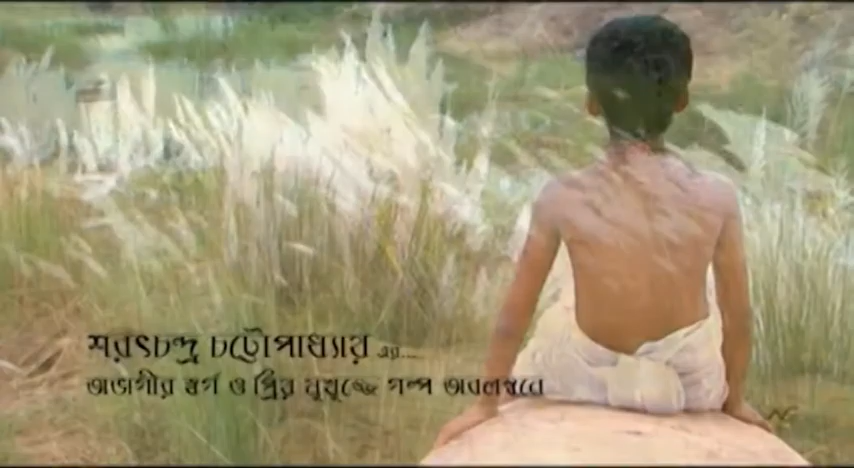 শরৎচন্দ্র চট্টোপাধ্যায় এর....
অভাগীর স্বর্গ ও প্রিয় মুখুজ্জে গল্প অবলম্বনে